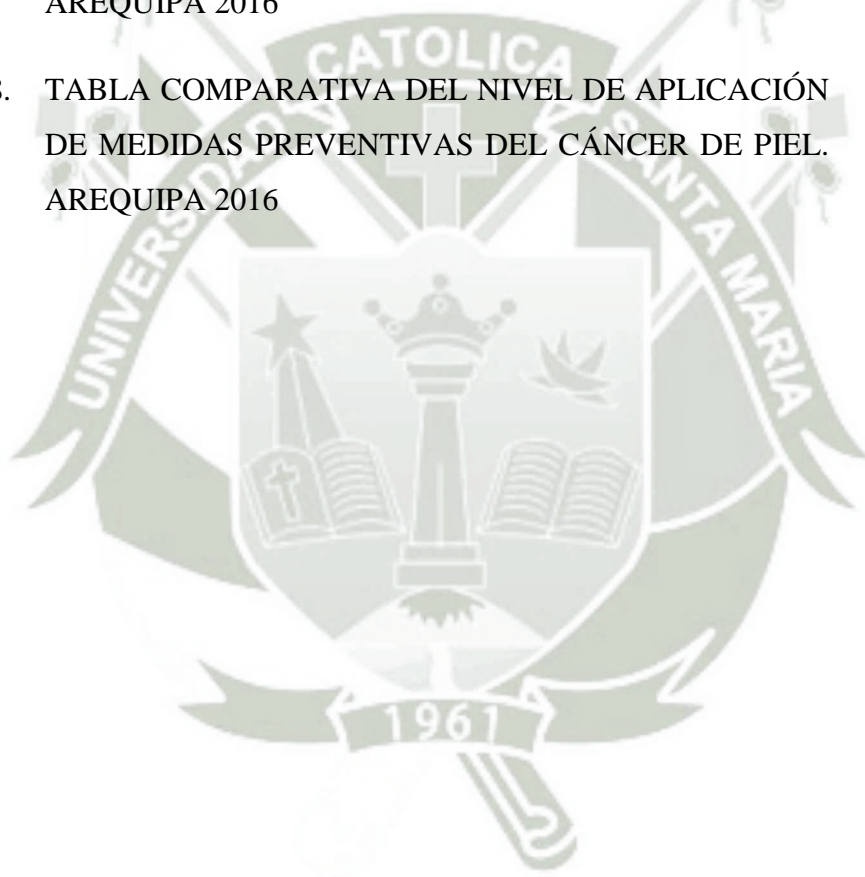 AREQUIPA 2016
8. TABLA COMPARATIVA DEL NIVEL DE APLICACIÓN
DE MEDIDAS PREVENTIVAS DEL CÁNCER DE PIEL.
AREQUIPA 2016
UNIVERSIDAD CATOLICA SANTA MARIA
1961